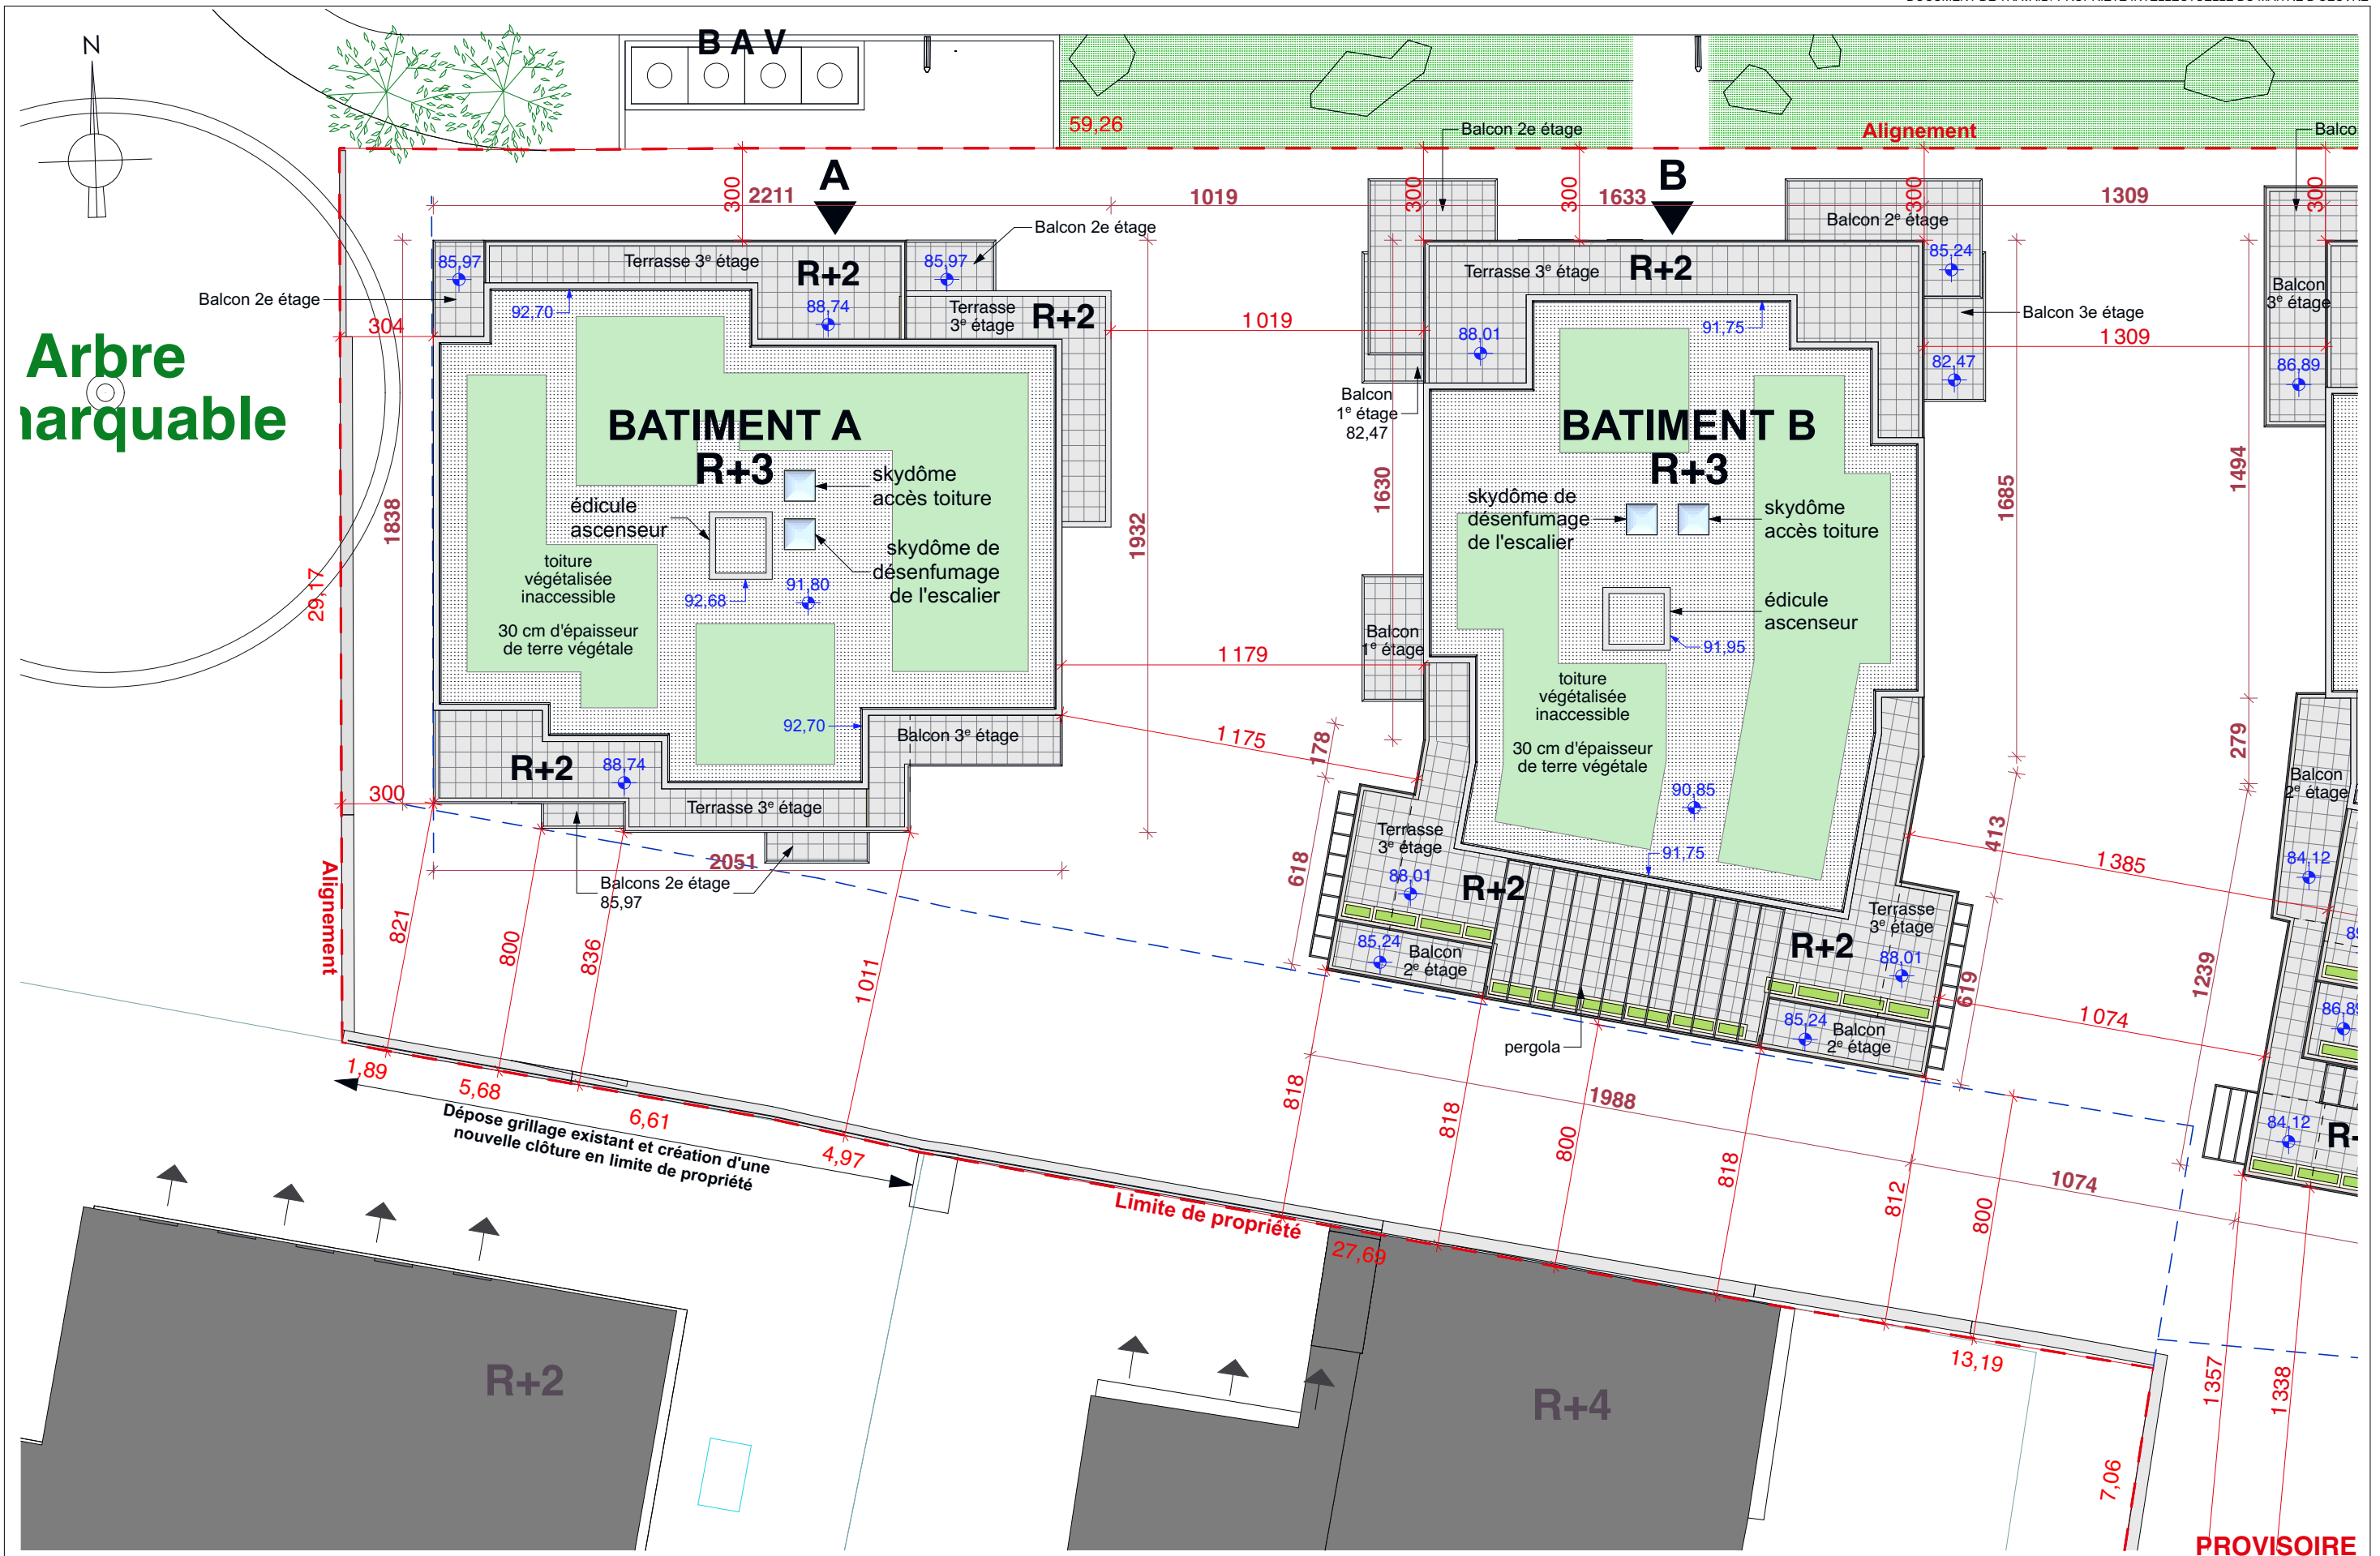 N
BAV
59,26
Balcon 2e étage
Alignement
Balco
A
B
300
2211
1019
300
300
1633
300
1309
300
Balcon 2e étage
Balcon 2e étage
85,97
Terrasse 3e étage
R+2
85,97
88,74
Terrasse
3e étage
R+2
Balcon 2e étage
92,70
304
1 019
Terrasse 3e étage
R+2
88,01
91,75
85,24
Balcon 3e étage
1 309
82,47
Balcon
3e étage
86,89
Arbre
narquable
Balcon
1e étage
82,47
BATIMENT A
R+3
BATIMENT B
R+3
skydôme
accès toiture
édicule
ascenseur
skydôme de
désenfumage
de l'escalier
1838
1932
1630
1685
1494
skydôme de
désenfumage
de l'escalier
skydôme
accès toiture
toiture
végétalisée
inaccessible
30 cm d'épaisseur
de terre végétale
92,68
91,80
29,17
édicule
ascenseur
91,95
Balcon
1e étage
1 179
toiture
végétalisée
inaccessible
30 cm d'épaisseur
de terre végétale
92,70
Balcon 3e étage
1 175
178
279
R+2
88,74
Terrasse 3e étage
300
90,85
91,75
Balcon
2e étage
84,12
413
1 385
Terrasse
3e étage
88,01
R+2
618
2051
Balcons 2e étage
85,97
Alignement
821
800
836
1 011
85,24
Balcon
2e étage
Terrasse
3e étage
R+2
88,01
619
1239
86,89
85,24
Balcon
2e étage
1 074
pergola
1,89
5,68
6,61
4,97
Dépose grillage existant et création d'une
nouvelle clôture en limite de propriété
818
818
800
818
812
800
1988
1074
84,12
R+
Limite de propriété
27,69
13,19
1 357
1 338
R+2
R+4
7,06
PROVISOIRE